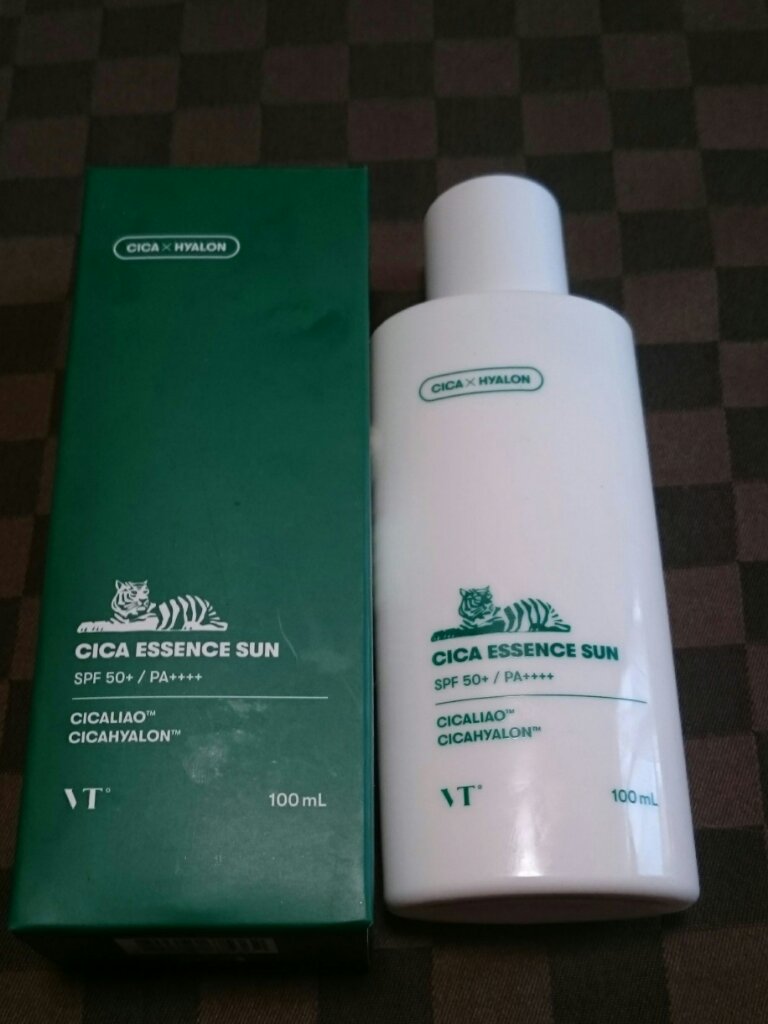 CICA×HYALON
CICA ESSENCE SUN
SPF 50+ / PA++++
CICALIAO™
CICAHYALON™
VT°
100 mL
CICA×HYALON
CICA ESSENCE SUN
SPF 50+ / PA++++
CICALIAO™
CICAHYALON™
VT°
100 mL